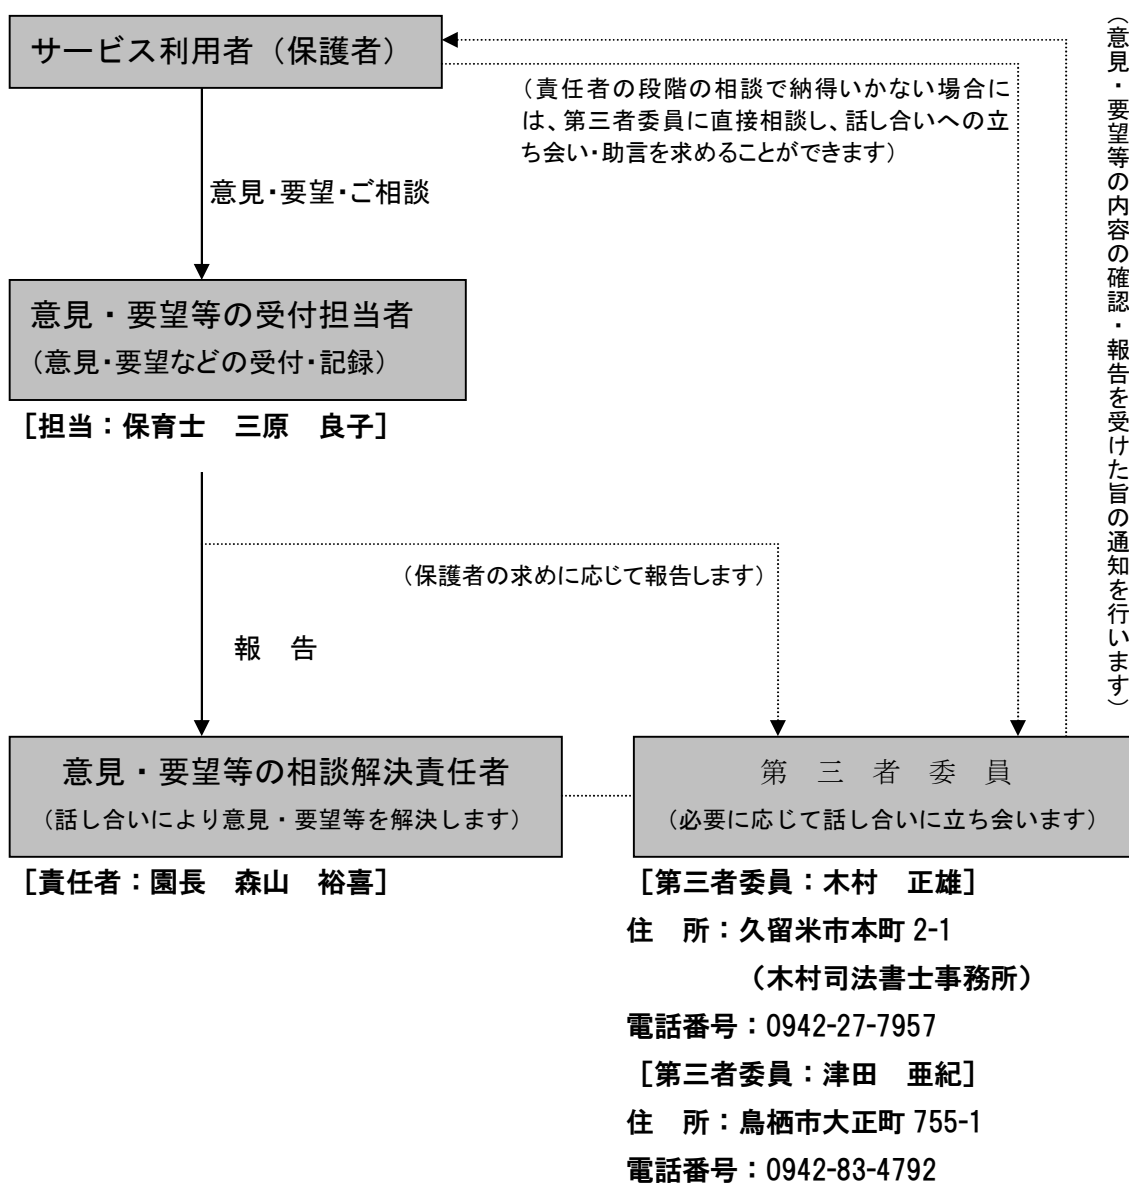 サービス利用者（保護者）
（責任者の段階の相談で納得いかない場合に
は、第三者委員に直接相談し、話し合いへの立
ち会い・助言を求めることができます）
（意見・要望等の内容の確認・報告を受けた旨の通知を行います）
意見・要望・ご相談
意見・要望等の受付担当者
（意見・要望などの受付・記録）
［担当：保育士　三原　良子］
（保護者の求めに応じて報告します）
報　告
意見・要望等の相談解決責任者
（話し合いにより意見・要望等を解決します）
［責任者：園長　森山　裕喜］
第　三　者　委　員
（必要に応じて話し合いに立ち会います）
［第三者委員：木村　正雄］
住　所：久留米市本町 2-1
（木村司法書士事務所）
電話番号：0942-27-7957
［第三者委員：津田　亜紀］
住　所：鳥栖市大正町 755-1
電話番号：0942-83-4792